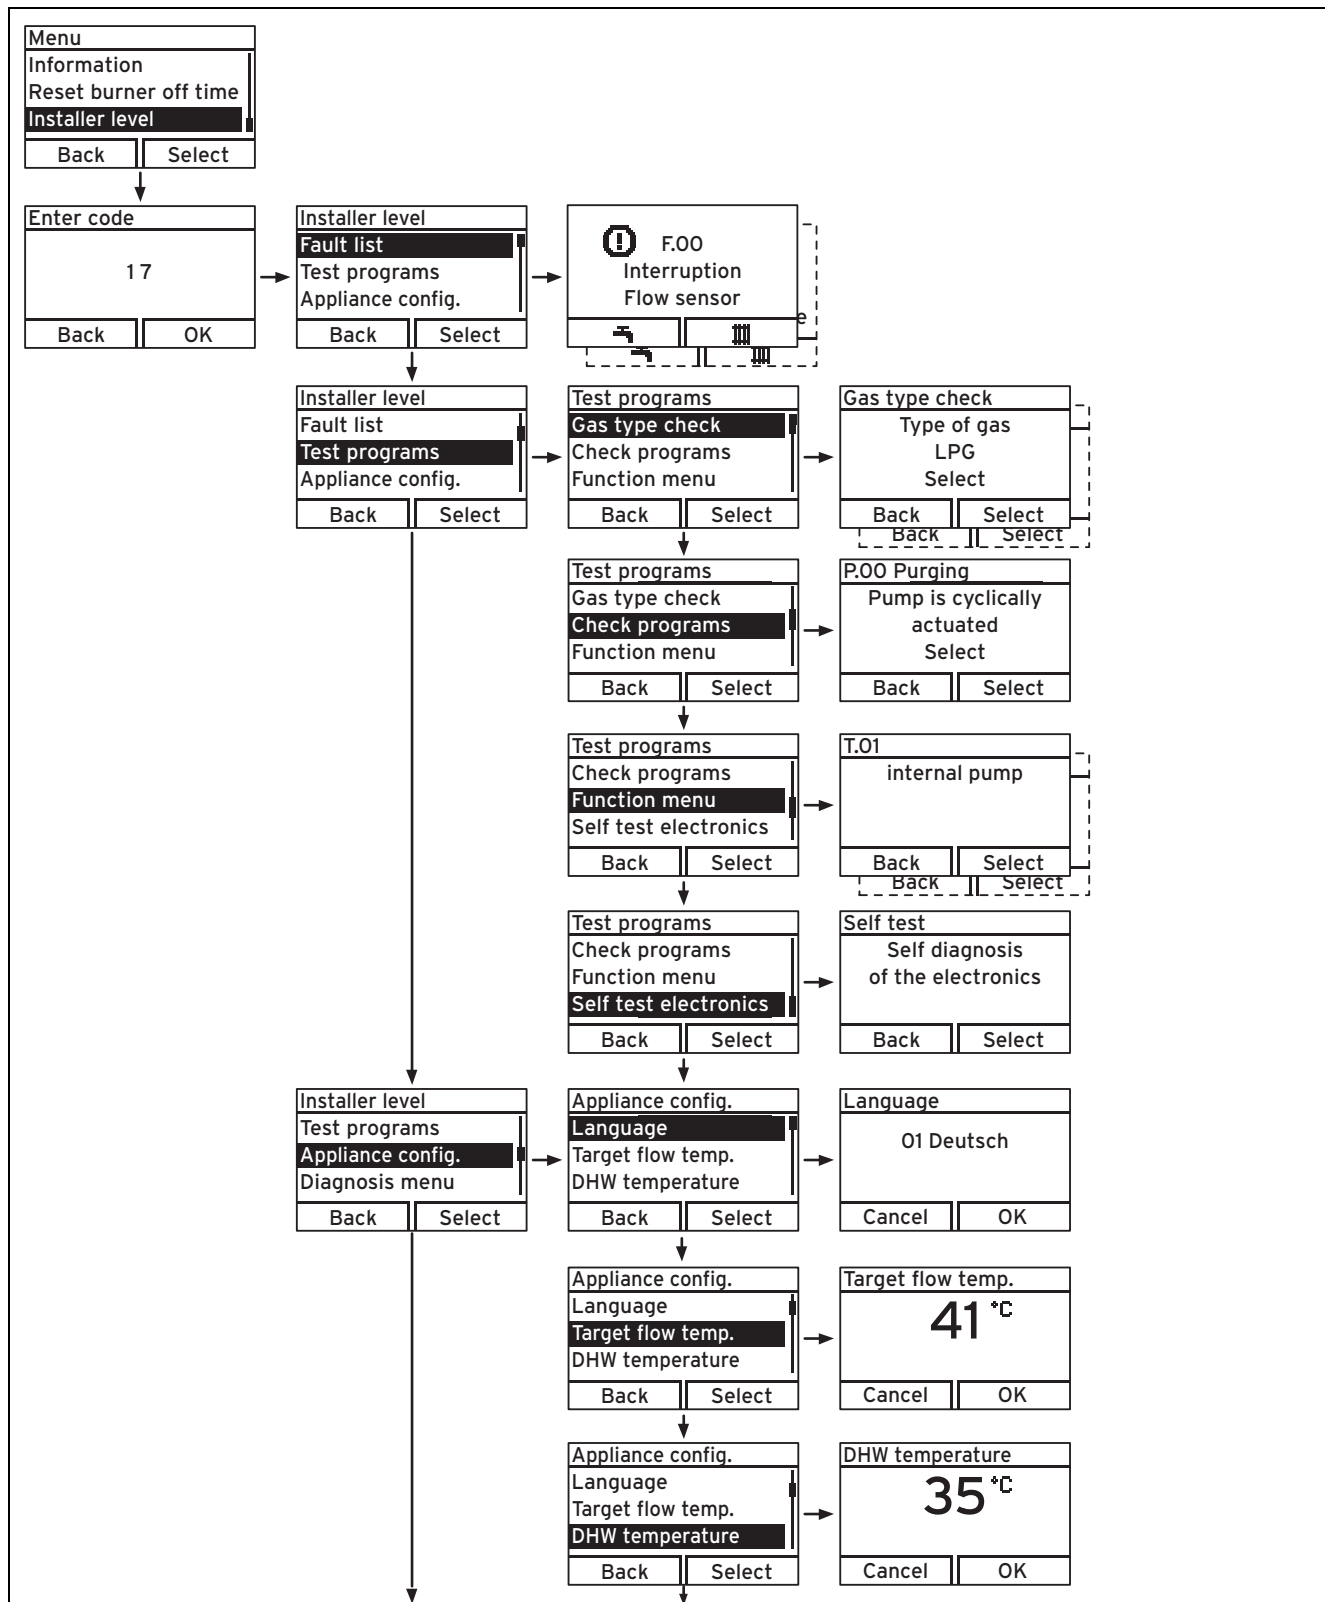 Menu
Information
Reset burner off time
Installer level
Back Select
Enter code
17
Back OK
Installer level
Fault list
Test programs
Appliance config.
Back Select
F.00
Interruption
Flow sensor
e
Installer level
Fault list
Test programs
Appliance config.
Back Select
Test programs
Gas type check
Check programs
Function menu
Back Select
Gas type check
Type of gas
LPG
Select
Back Select
Back Select
Test programs
Gas type check
Check programs
Function menu
Back Select
P.00 Purging
Pump is cyclically
actuated
Select
Back Select
Test programs
Check programs
Function menu
Self test electronics
Back Select
T.01
internal pump
Back Select
Back Select
Test programs
Check programs
Function menu
Self test electronics
Back Select
Self test
Self diagnosis
of the electronics
Back Select
Installer level
Test programs
Appliance config.
Diagnosis menu
Back Select
Appliance config.
Language
Target flow temp.
DHW temperature
Back Select
Language
01 Deutsch
Cancel OK
Appliance config.
Language
Target flow temp.
DHW temperature
Back Select
Target flow temp.
41 °C
Cancel OK
Appliance config.
Language
Target flow temp.
DHW temperature
Back Select
DHW temperature
35 °C
Cancel OK